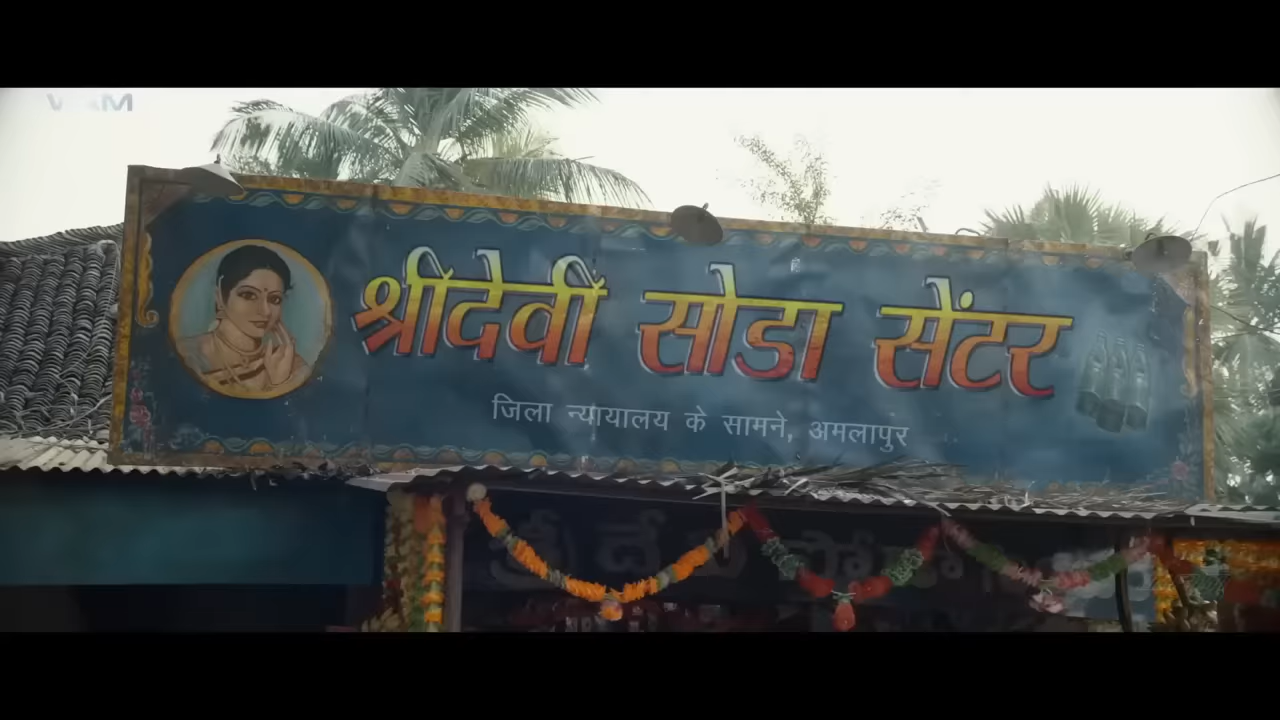 श्रीदेवी सोडा सेंटर
जिला न्यायालय के सामने, अमलापुर